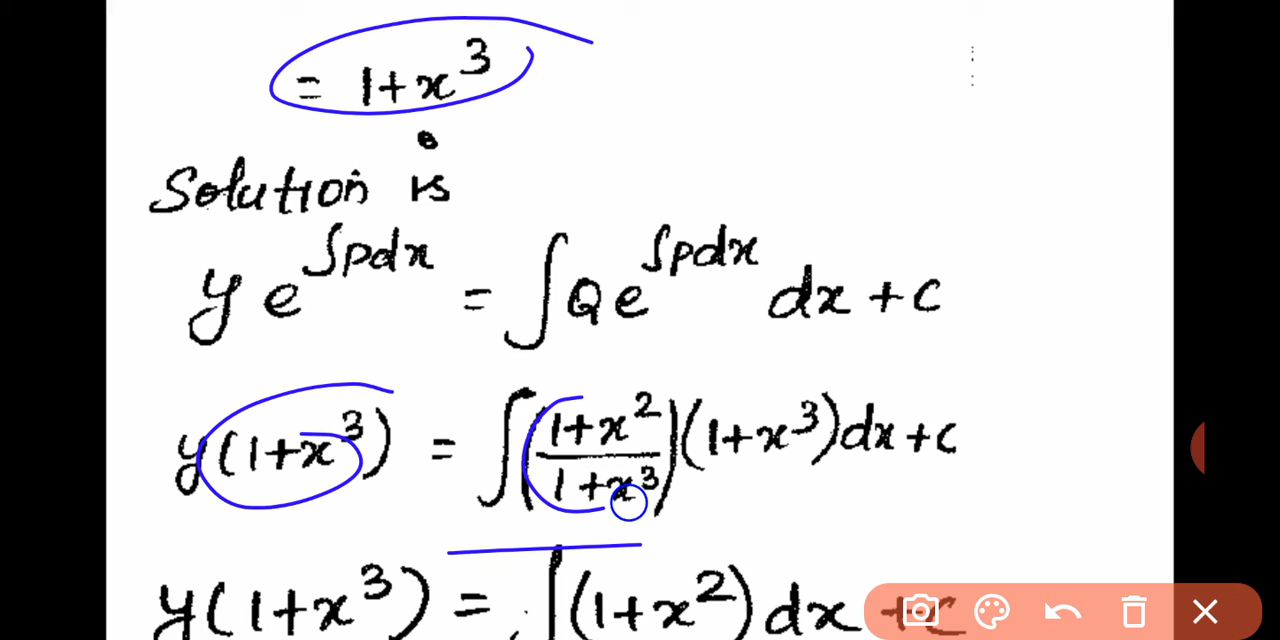 = 1+x³
Solution is
y e^∫pdx = ∫Q e^∫pdx dx + c
y(1+x³) = ∫((1+x²)/(1+x³))(1+x³)dx + c
y(1+x³) = ∫(1+x²)dx + c